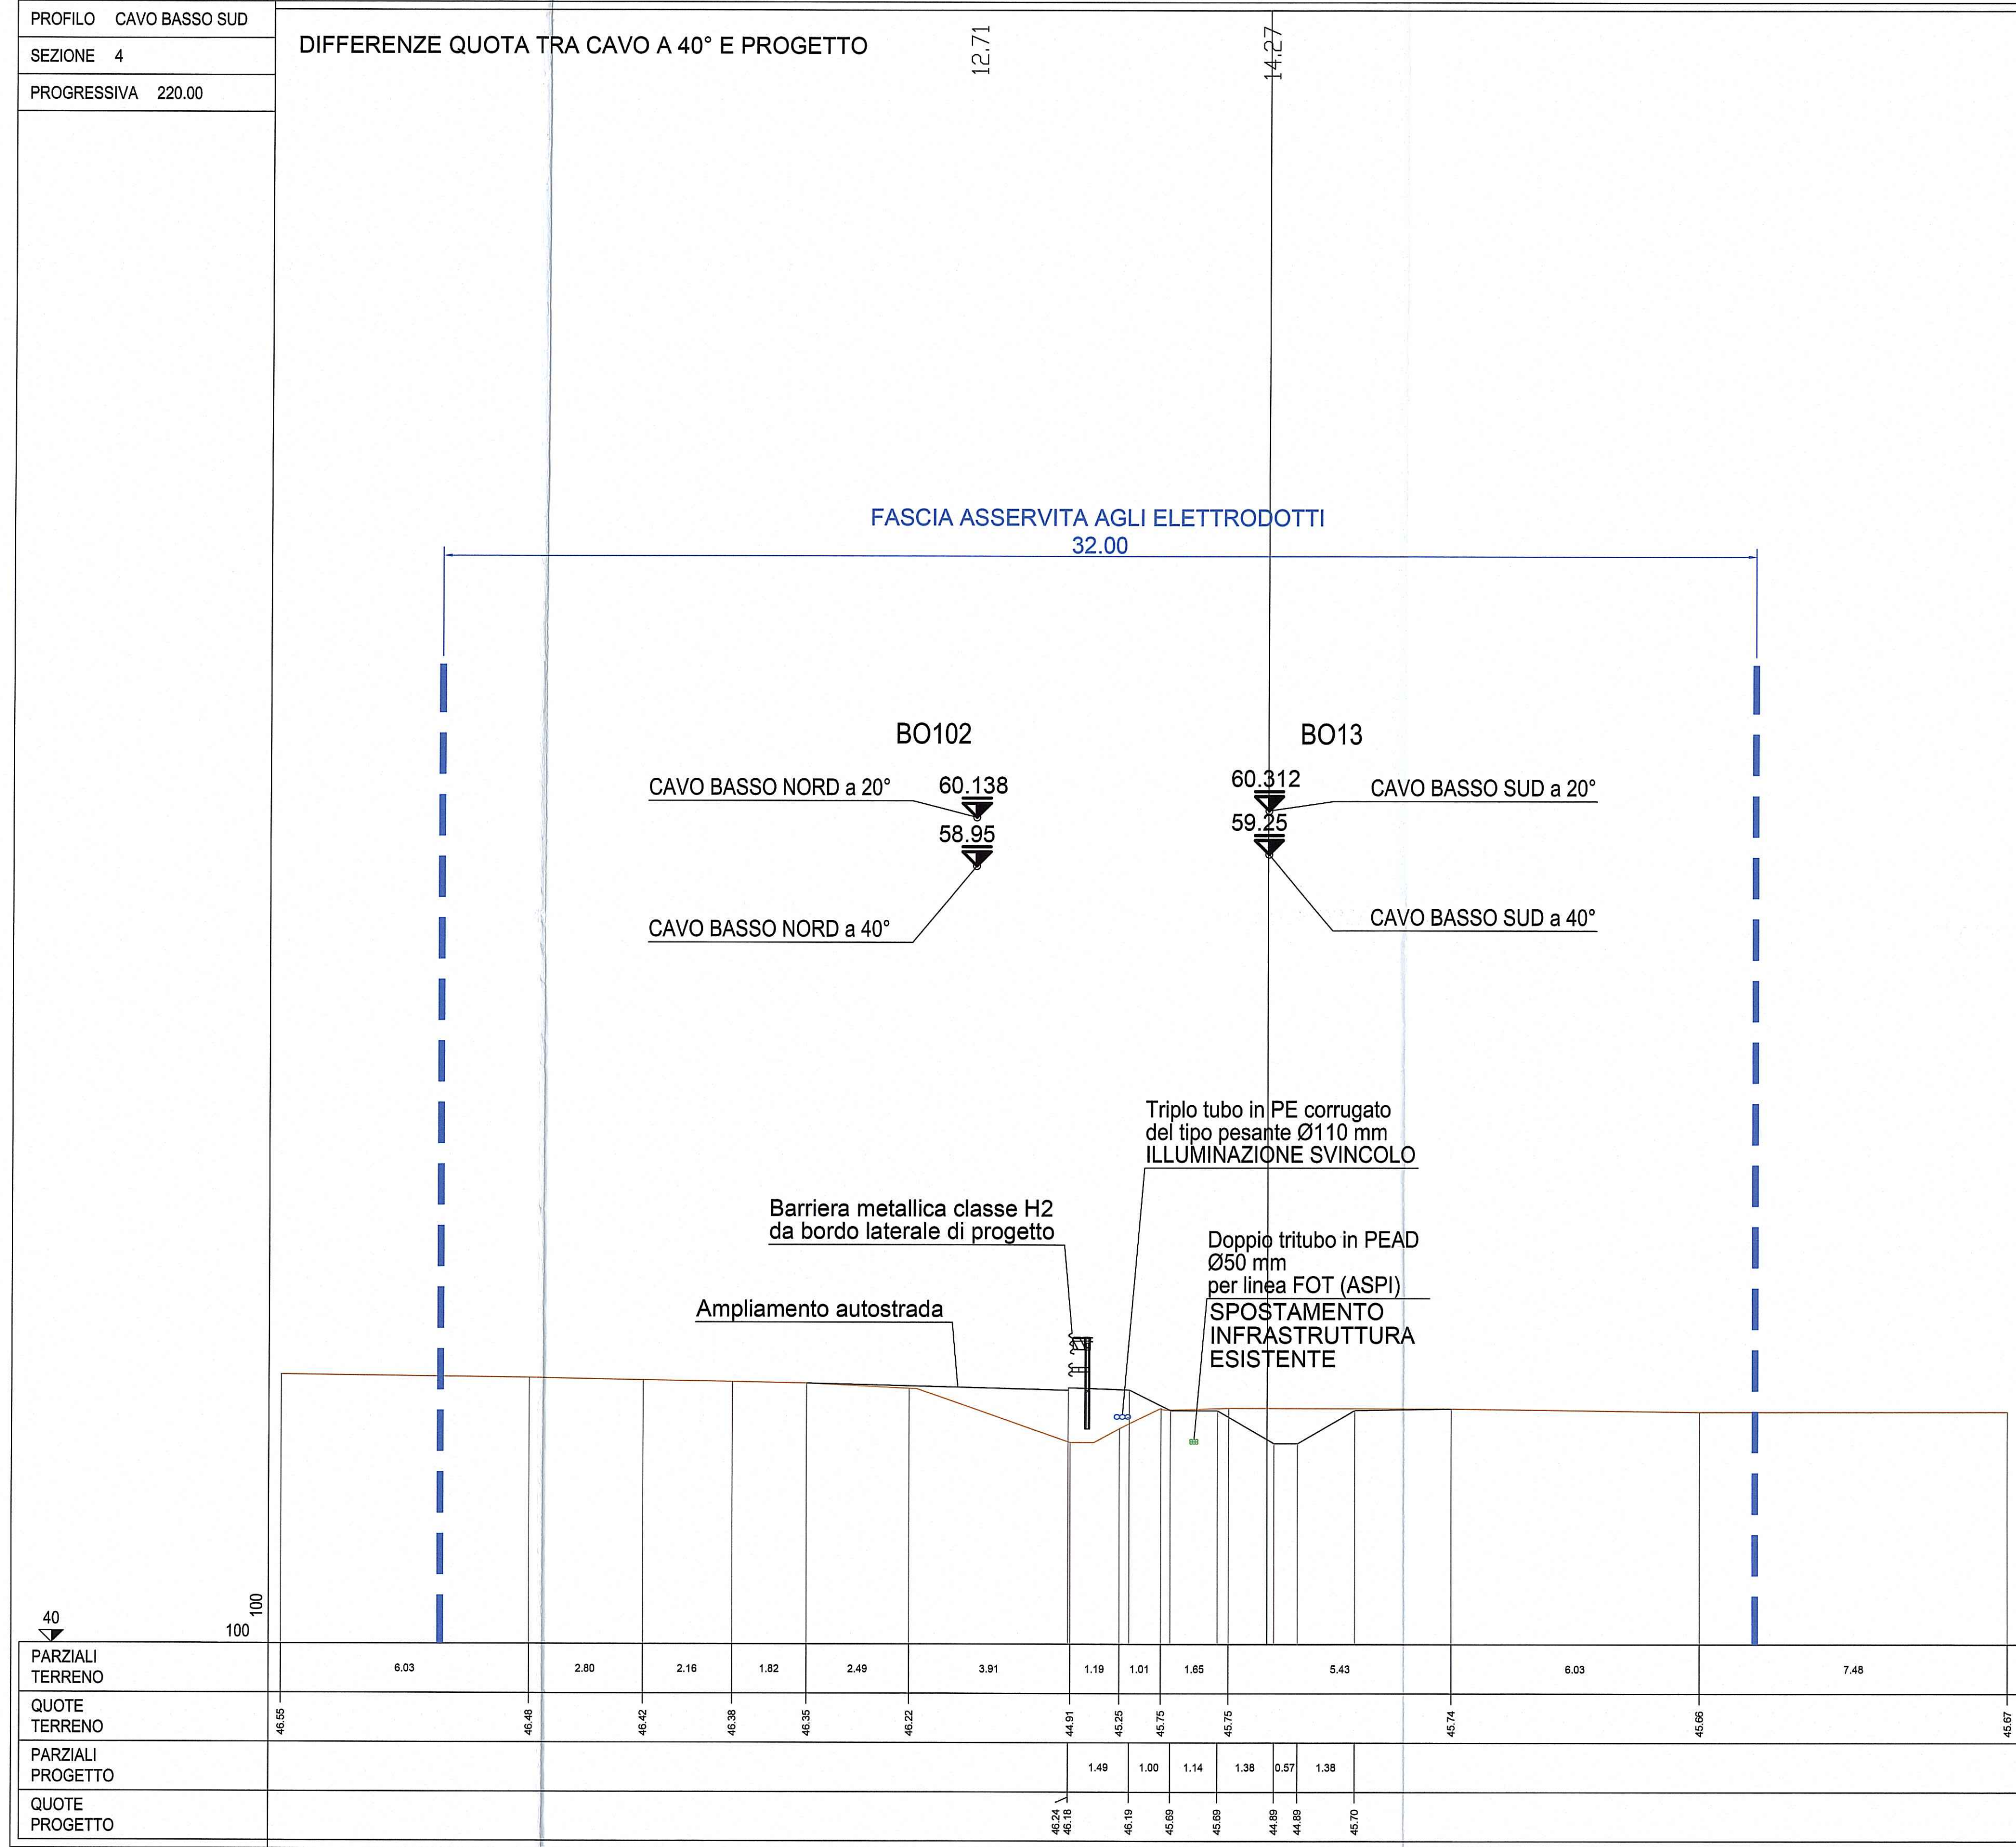 PROFILO CAVO BASSO SUD
SEZIONE 4
PROGRESSIVA 220.00
DIFFERENZE QUOTA TRA CAVO A 40° E PROGETTO
12.71
14.27
FASCIA ASSERVITA AGLI ELETTRODOTTI
32.00
BO102
BO13
CAVO BASSO NORD a 20°
60.138
60.312
CAVO BASSO SUD a 20°
58.95
59.25
CAVO BASSO NORD a 40°
CAVO BASSO SUD a 40°
Triplo tubo in PE corrugato
del tipo pesante Ø110 mm
ILLUMINAZIONE SVINCOLO
Barriera metallica classe H2
da bordo laterale di progetto
Doppio tritubo in PEAD
Ø50 mm
per linea FOT (ASPI)
SPOSTAMENTO
INFRASTRUTTURA
ESISTENTE
Ampliamento autostrada
40
100
100
PARZIALI
TERRENO
6.03 2.80 2.16 1.82 2.49 3.91 1.19 1.01 1.65 5.43 6.03 7.48
QUOTE
TERRENO
46.55 46.48 46.42 46.38 46.35 46.22 44.91 45.25 45.75 45.75 45.74 45.66 45.67
PARZIALI
PROGETTO
1.49 1.00 1.14 1.38 0.57 1.38
QUOTE
PROGETTO
46.24 46.18 46.19 45.69 45.69 44.89 44.89 45.70